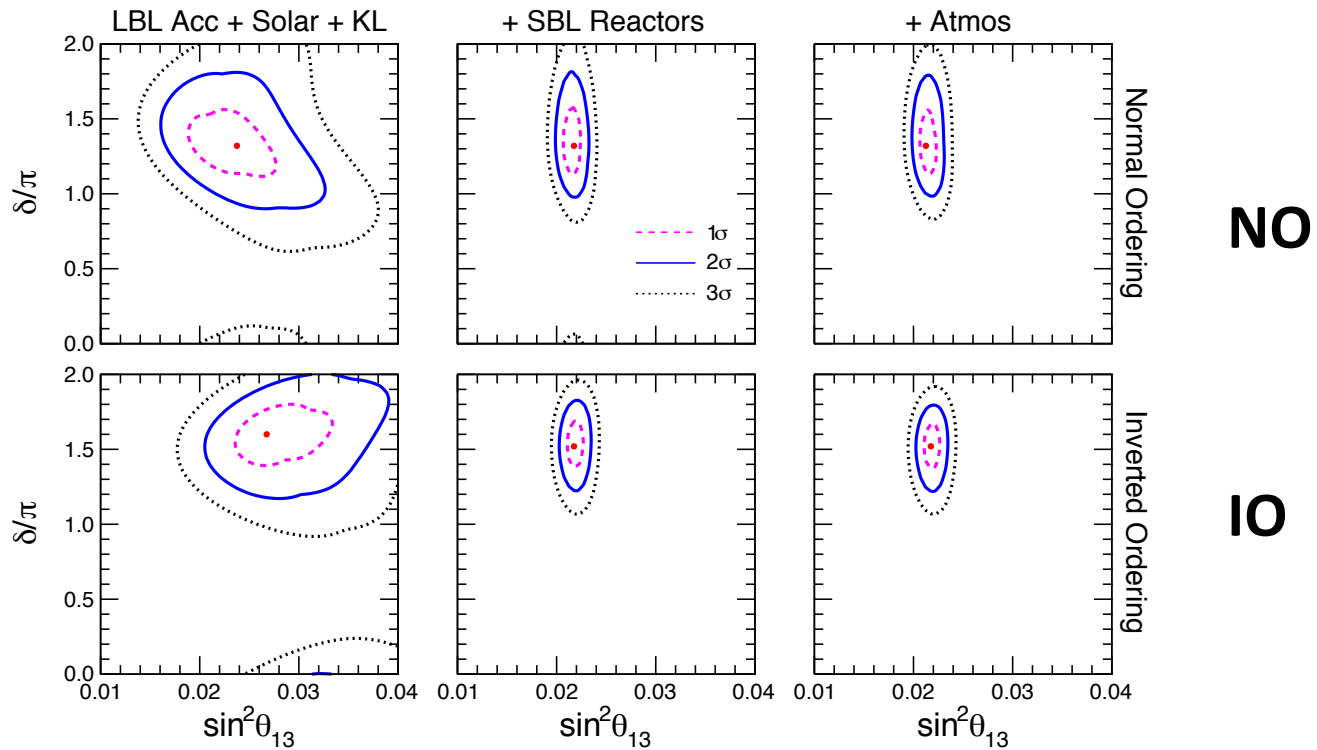 LBL Acc + Solar + KL + SBL Reactors + Atmos
2.0
1.5
1.0
0.5
0.0
δ/π
1σ
2σ
3σ
Normal Ordering
NO
2.0
1.5
1.0
0.5
0.0
δ/π
Inverted Ordering
IO
0.01 0.02 0.03 0.04 0.01 0.02 0.03 0.04 0.01 0.02 0.03 0.04
sin²θ₁₃ sin²θ₁₃ sin²θ₁₃